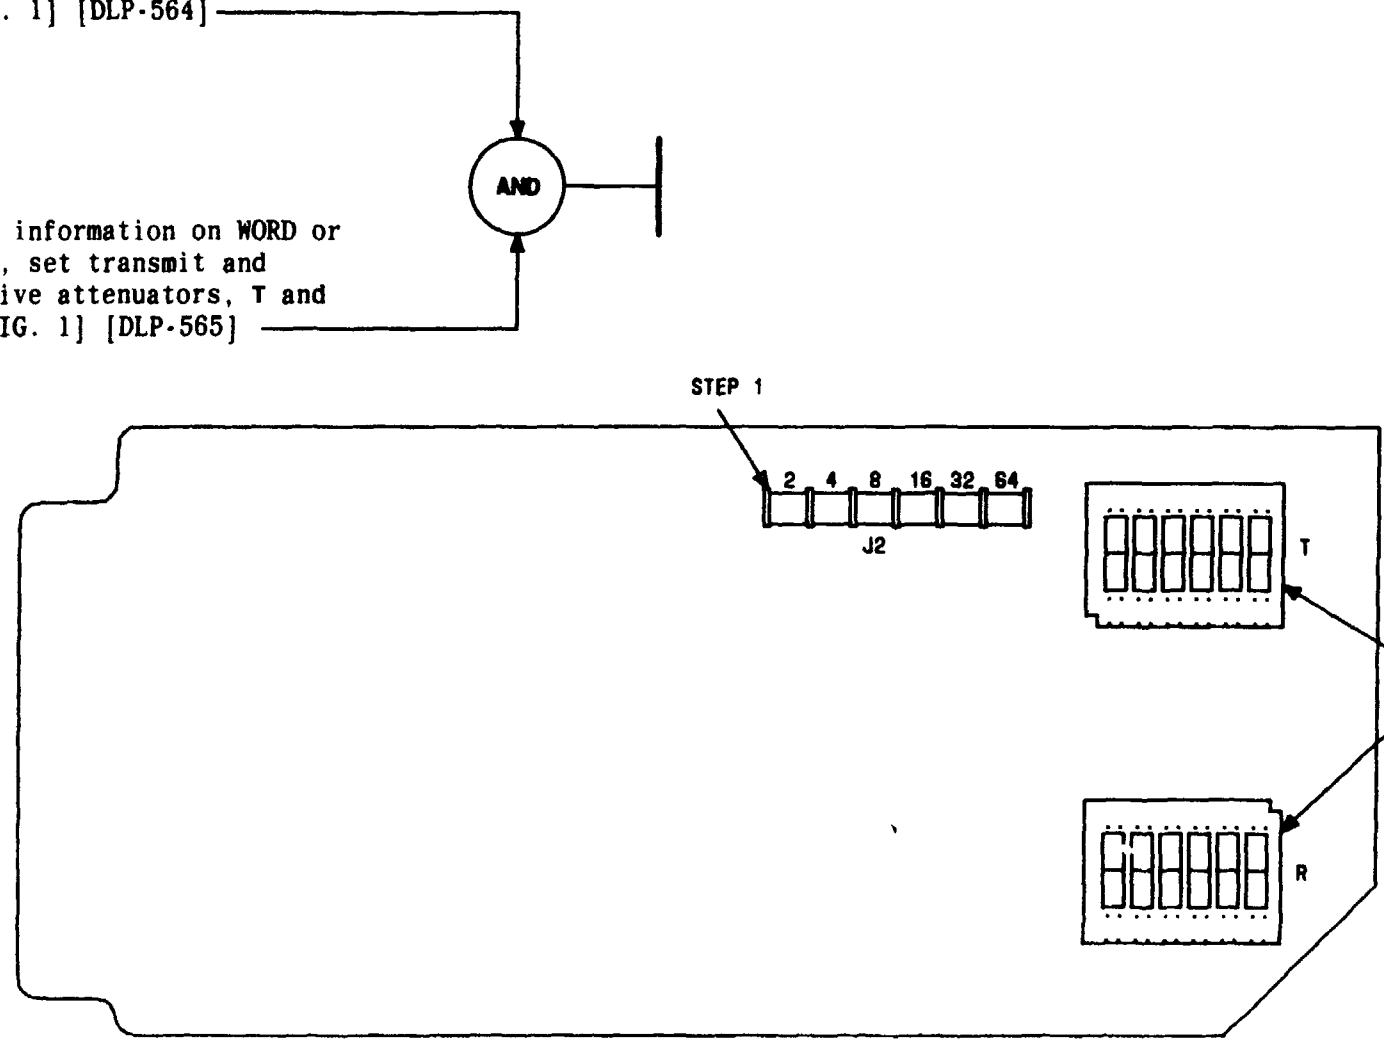 . 1] [DLP-564]
AND
information on WORD or
, set transmit and
ive attenuators, T and
IG. 1] [DLP-565]
STEP 1
2 4 8 16 32 64
J2
T
R